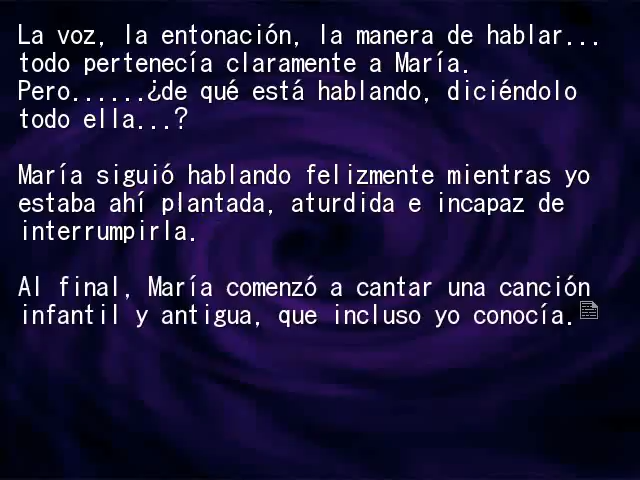 La voz, la entonación, la manera de hablar...
todo pertenecía claramente a María.
Pero......¿de qué está hablando, diciéndolo
todo ella...?
María siguió hablando felizmente mientras yo
estaba ahí plantada, aturdida e incapaz de
interrumpirla.
Al final, María comenzó a cantar una canción
infantil y antigua, que incluso yo conocía.